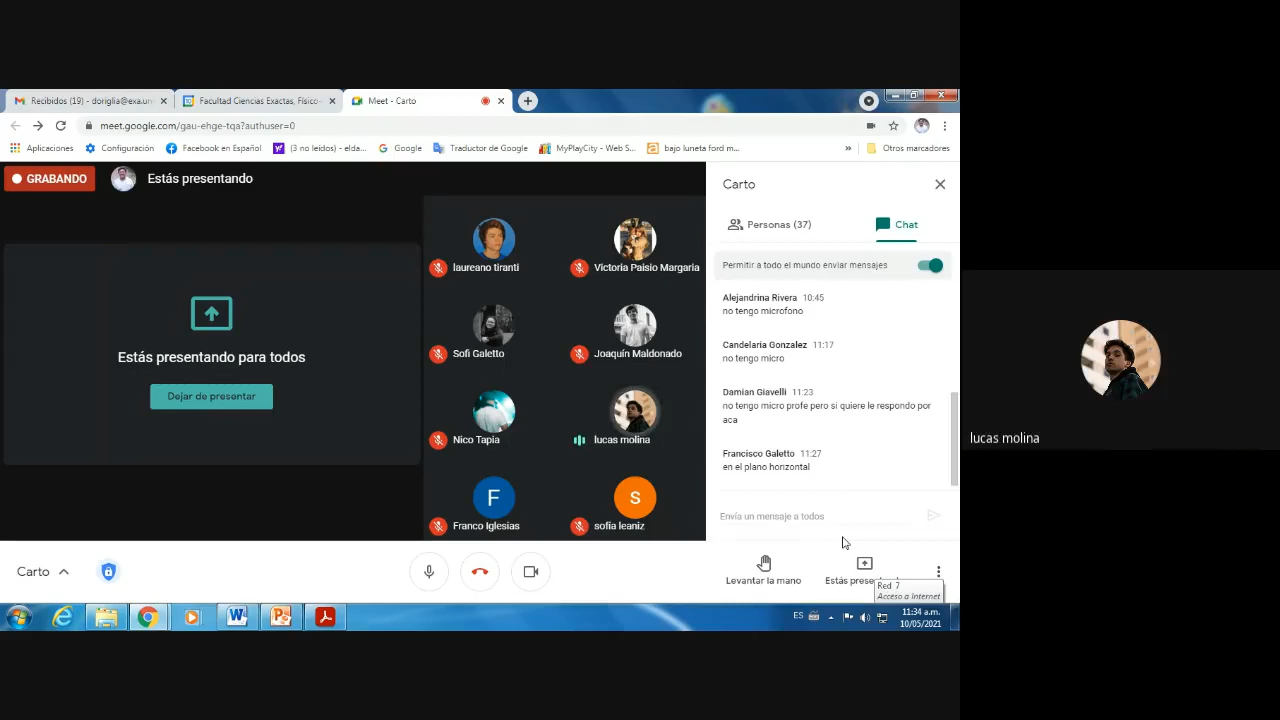 Recibidos (19) - doriglia@exa.un
Facultad Ciencias Exactas, Físico-
Meet - Carto
meet.google.com/gau-ehge-tqa?authuser=0
Aplicaciones
Configuración
Facebook en Español
(3 no leídos) - elda...
Google
Traductor de Google
MyPlayCity - Web S...
bajo luneta ford m...
»
Otros marcadores
GRABANDO
Estás presentando
Estás presentando para todos
Dejar de presentar
laureano tiranti
Victoria Paisio Margaria
Sofi Galetto
Joaquín Maldonado
Nico Tapia
lucas molina
F
Franco Iglesias
S
sofia leaniz
Carto
Personas (37)
Chat
Permitir a todo el mundo enviar mensajes
Alejandrina Rivera 10:45
no tengo microfono
Candelaria Gonzalez 11:17
no tengo micro
Damian Giavelli 11:23
no tengo micro profe pero si quiere le respondo por
aca
Francisco Galetto 11:27
en el plano horizontal
Envía un mensaje a todos
Carto
Levantar la mano
Red 7
Acceso a Internet
ES
11:34 a.m.
10/05/2021
lucas molina